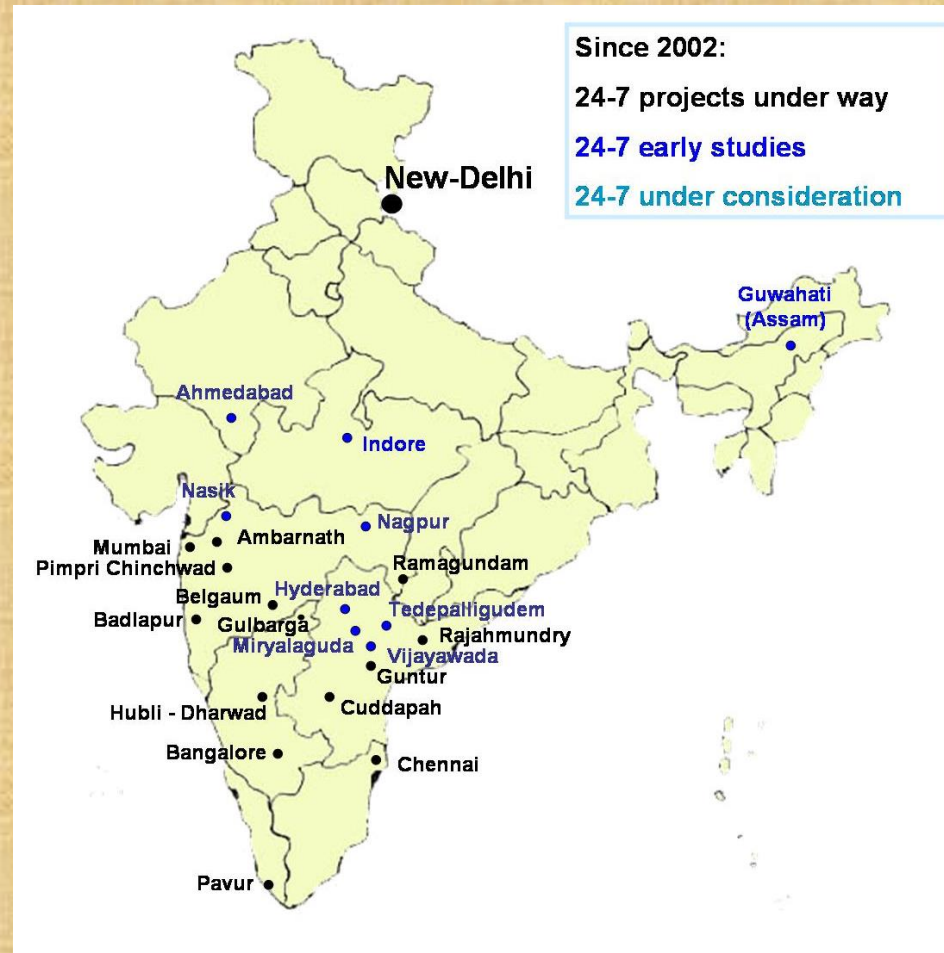 Since 2002:
24-7 projects under way
24-7 early studies
24-7 under consideration
New-Delhi
Guwahati
(Assam)
Ahmedabad
Indore
Nasik
Nagpur
Mumbai
Ambarnath
Pimpri Chinchwad
Ramagundam
Belgaum
Hyderabad
Badlapur
Gulbarga
Tedepalligudem
Miryalaguda
Rajahmundry
Vijayawada
Guntur
Hubli - Dharwad
Cuddapah
Bangalore
Chennai
Pavur